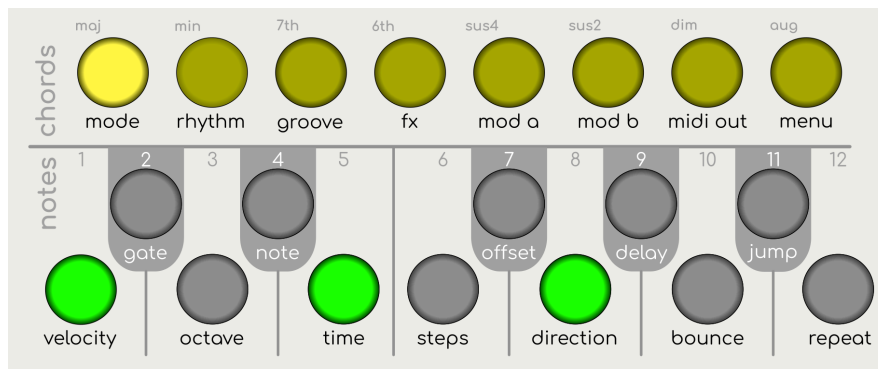 maj min 7th 6th sus4 sus2 dim aug
chords
mode rhythm groove fx mod a mod b midi out menu
notes
1 2 3 4 5 6 7 8 9 10 11 12
gate note offset delay jump
velocity octave time steps direction bounce repeat